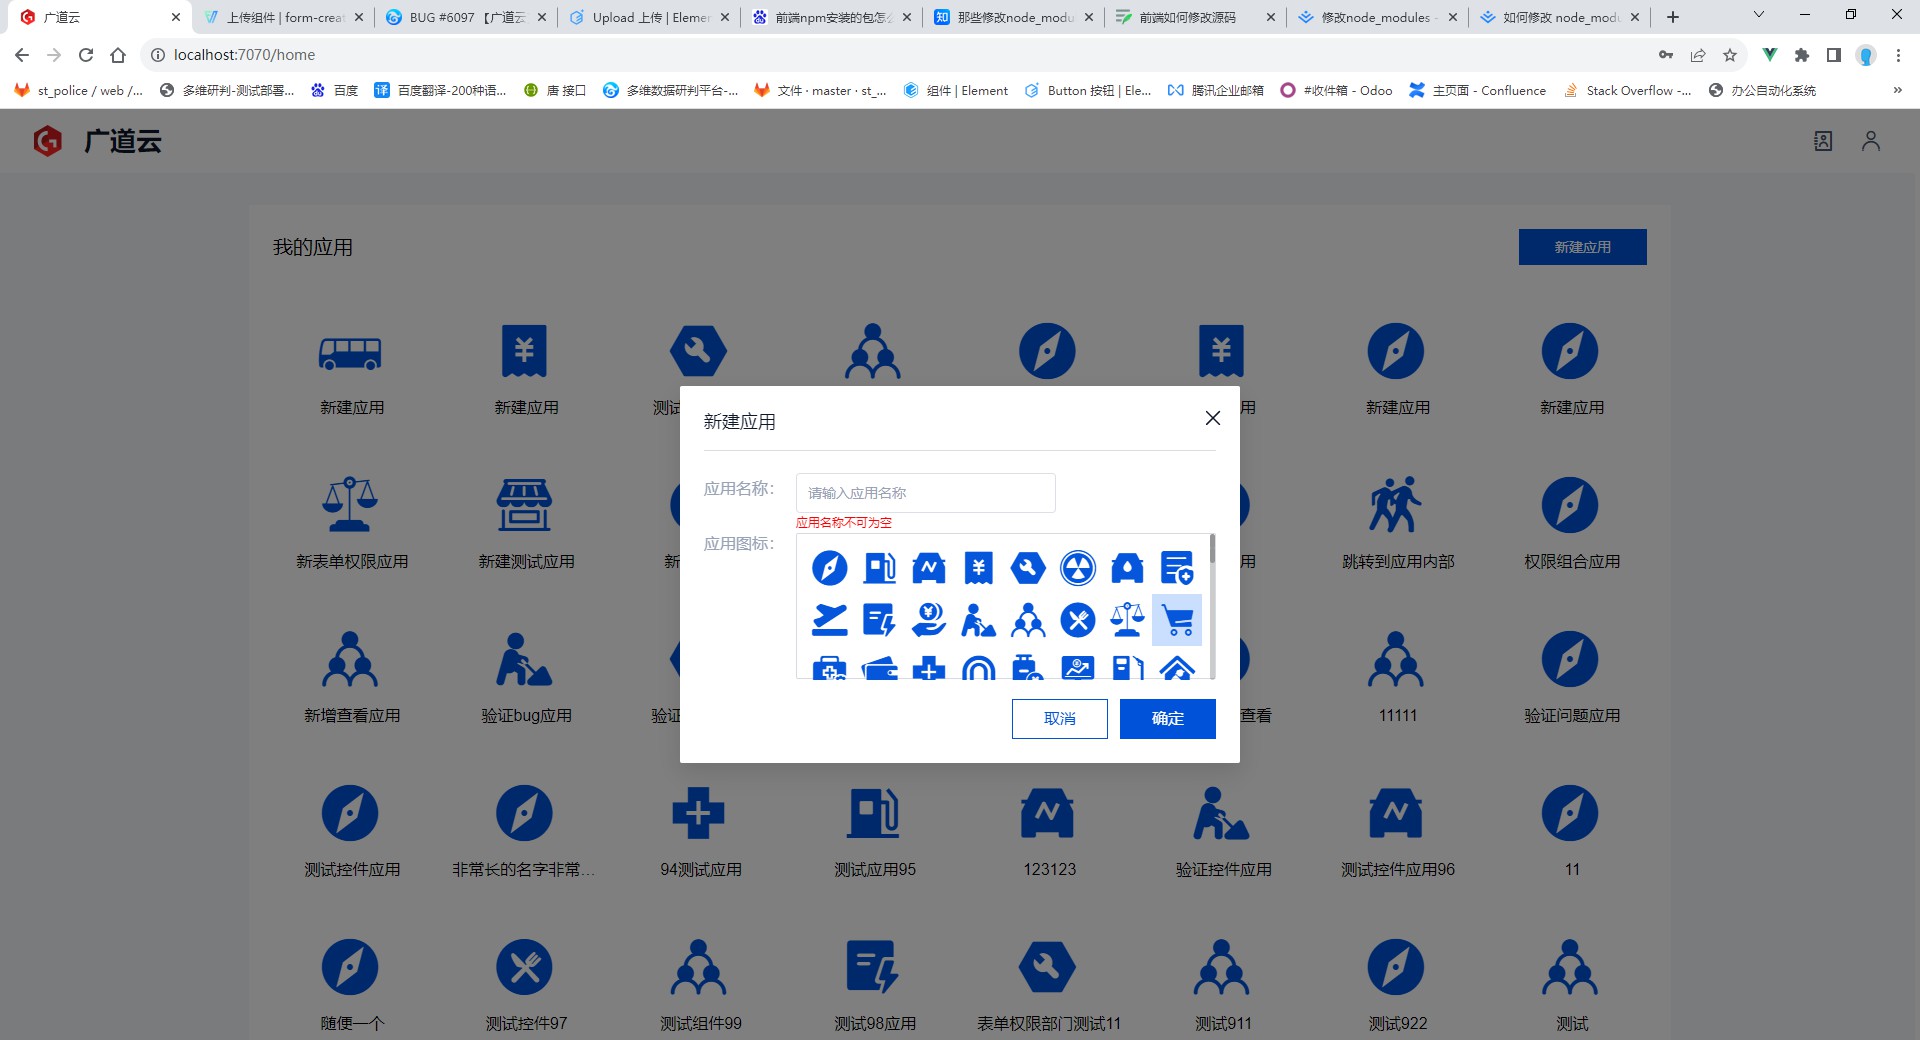 广道云
上传组件 | form-crea
BUG #6097 【广道云
Upload 上传 | Elemer
前端npm安装的包怎么
那些修改node_modu
前端如何修改源码
修改node_modules -
如何修改 node_modu
localhost:7070/home
st_police / web /...
多维研判-测试部署...
百度
百度翻译-200种语...
唐 接口
多维数据研判平台-...
文件 · master · st_...
组件 | Element
Button 按钮 | Ele...
腾讯企业邮箱
#收件箱 - Odoo
主页面 - Confluence
Stack Overflow -...
办公自动化系统
广道云
我的应用
新建应用
新建应用
新建应用
测试
用
新建应用
新建应用
新建应用
应用名称：
请输入应用名称
应用名称不可为空
应用图标：
取消
确定
新表单权限应用
新建测试应用
新
用
跳转到应用内部
权限组合应用
新增查看应用
验证bug应用
验证
查看
11111
验证问题应用
测试控件应用
非常长的名字非常...
94测试应用
测试应用95
123123
验证控件应用
测试控件应用96
11
随便一个
测试控件97
测试组件99
测试98应用
表单权限部门测试11
测试911
测试922
测试